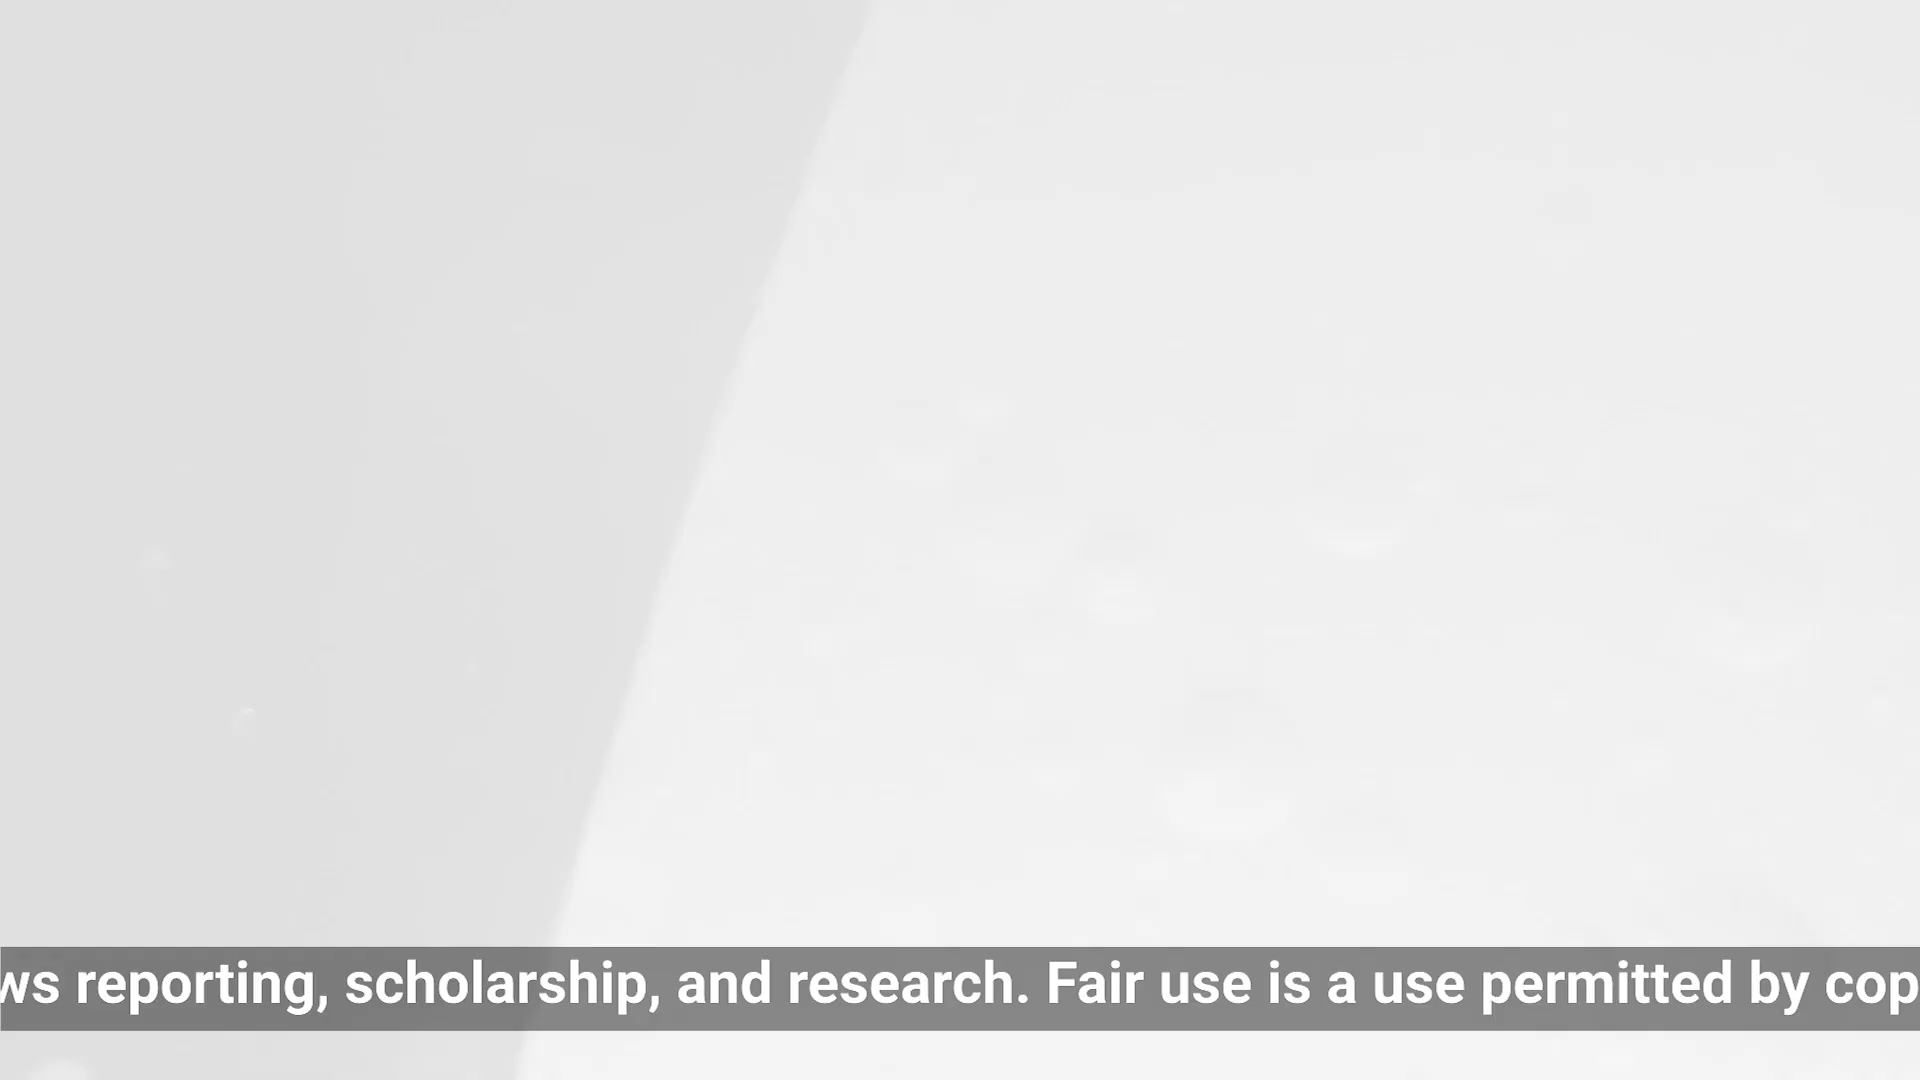 ws reporting, scholarship, and research. Fair use is a use permitted by cop